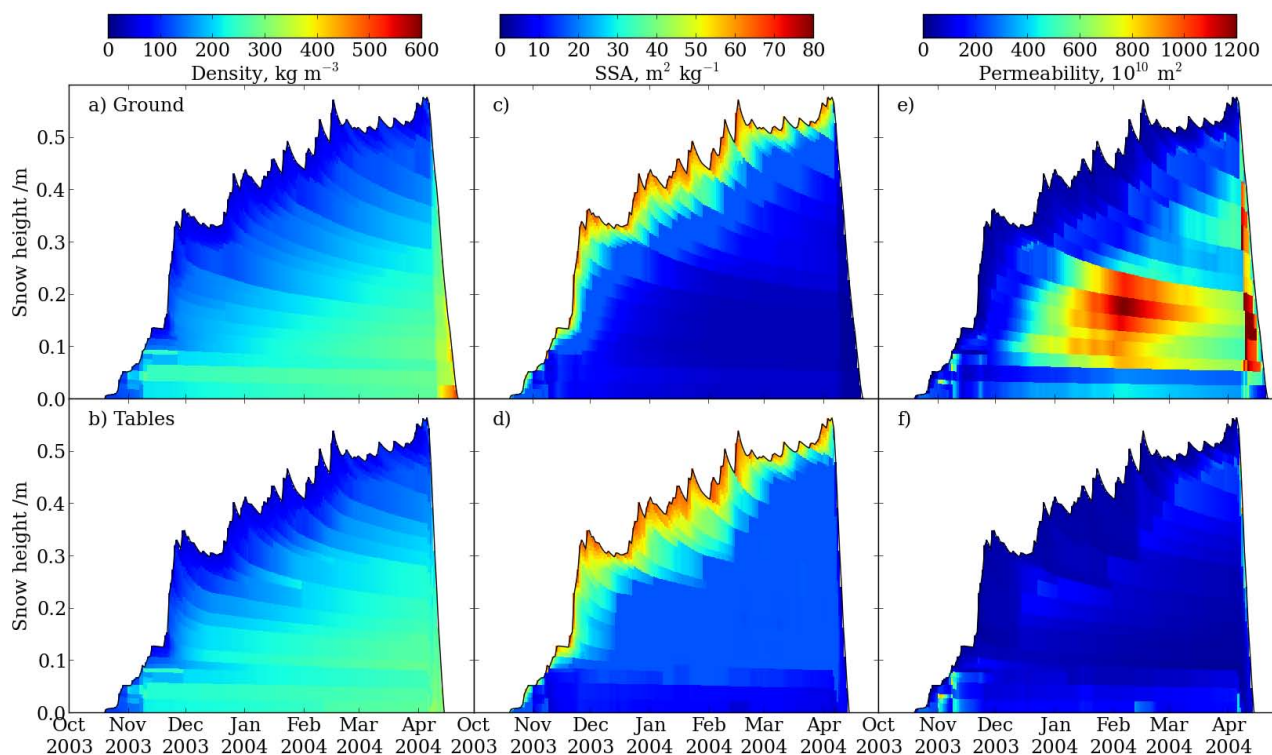 0 100 200 300 400 500 600
Density, kg m⁻³
0 10 20 30 40 50 60 70 80
SSA, m² kg⁻¹
0 200 400 600 800 1000 1200
Permeability, 10¹⁰ m²
a) Ground
c)
e)
0.5
0.4
0.3
0.2
0.1
0.0
Snow height /m
b) Tables
d)
f)
0.5
0.4
0.3
0.2
0.1
0.0
Snow height /m
Oct Nov Dec Jan Feb Mar Apr Oct Nov Dec Jan Feb Mar Apr Oct Nov Dec Jan Feb Mar Apr
2003 2003 2003 2004 2004 2004 2004 2003 2003 2003 2004 2004 2004 2004 2003 2003 2003 2004 2004 2004 2004